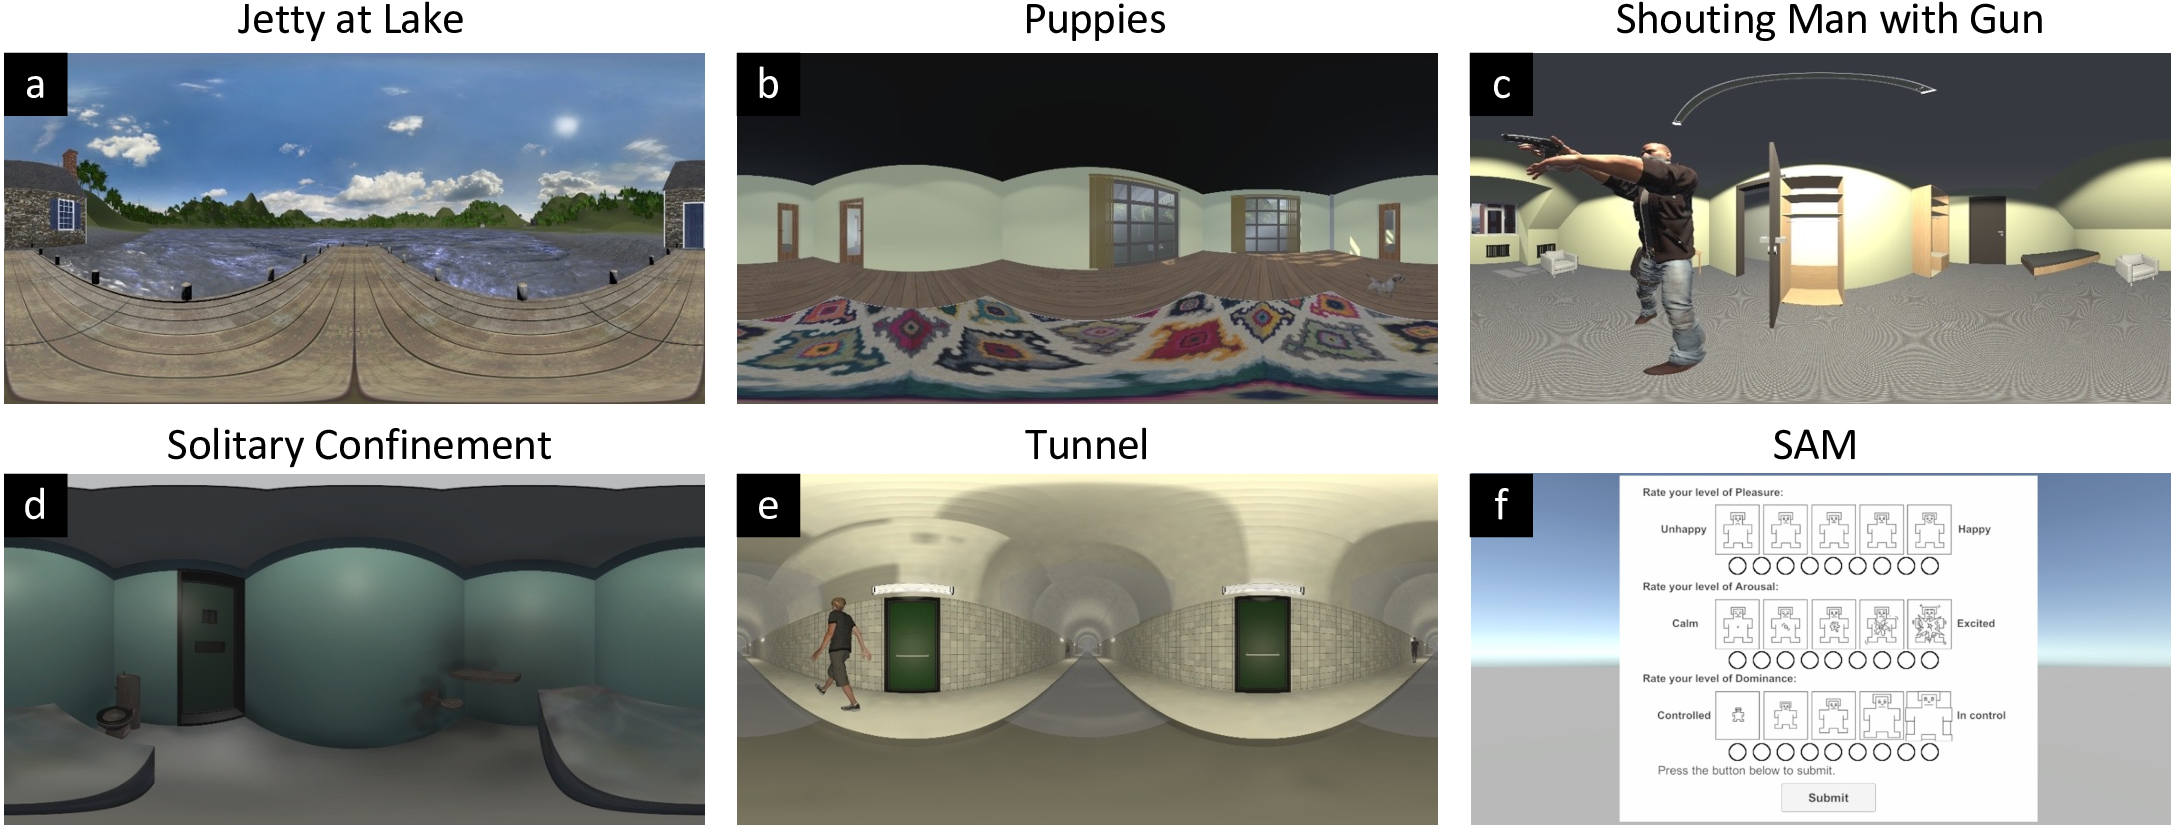 Jetty at Lake
Puppies
Shouting Man with Gun
a
b
c
Solitary Confinement
Tunnel
SAM
d
e
f
Rate your level of Pleasure:
Unhappy
Happy
Rate your level of Arousal:
Calm
Excited
Rate your level of Dominance:
Controlled
In control
Press the button below to submit.
Submit